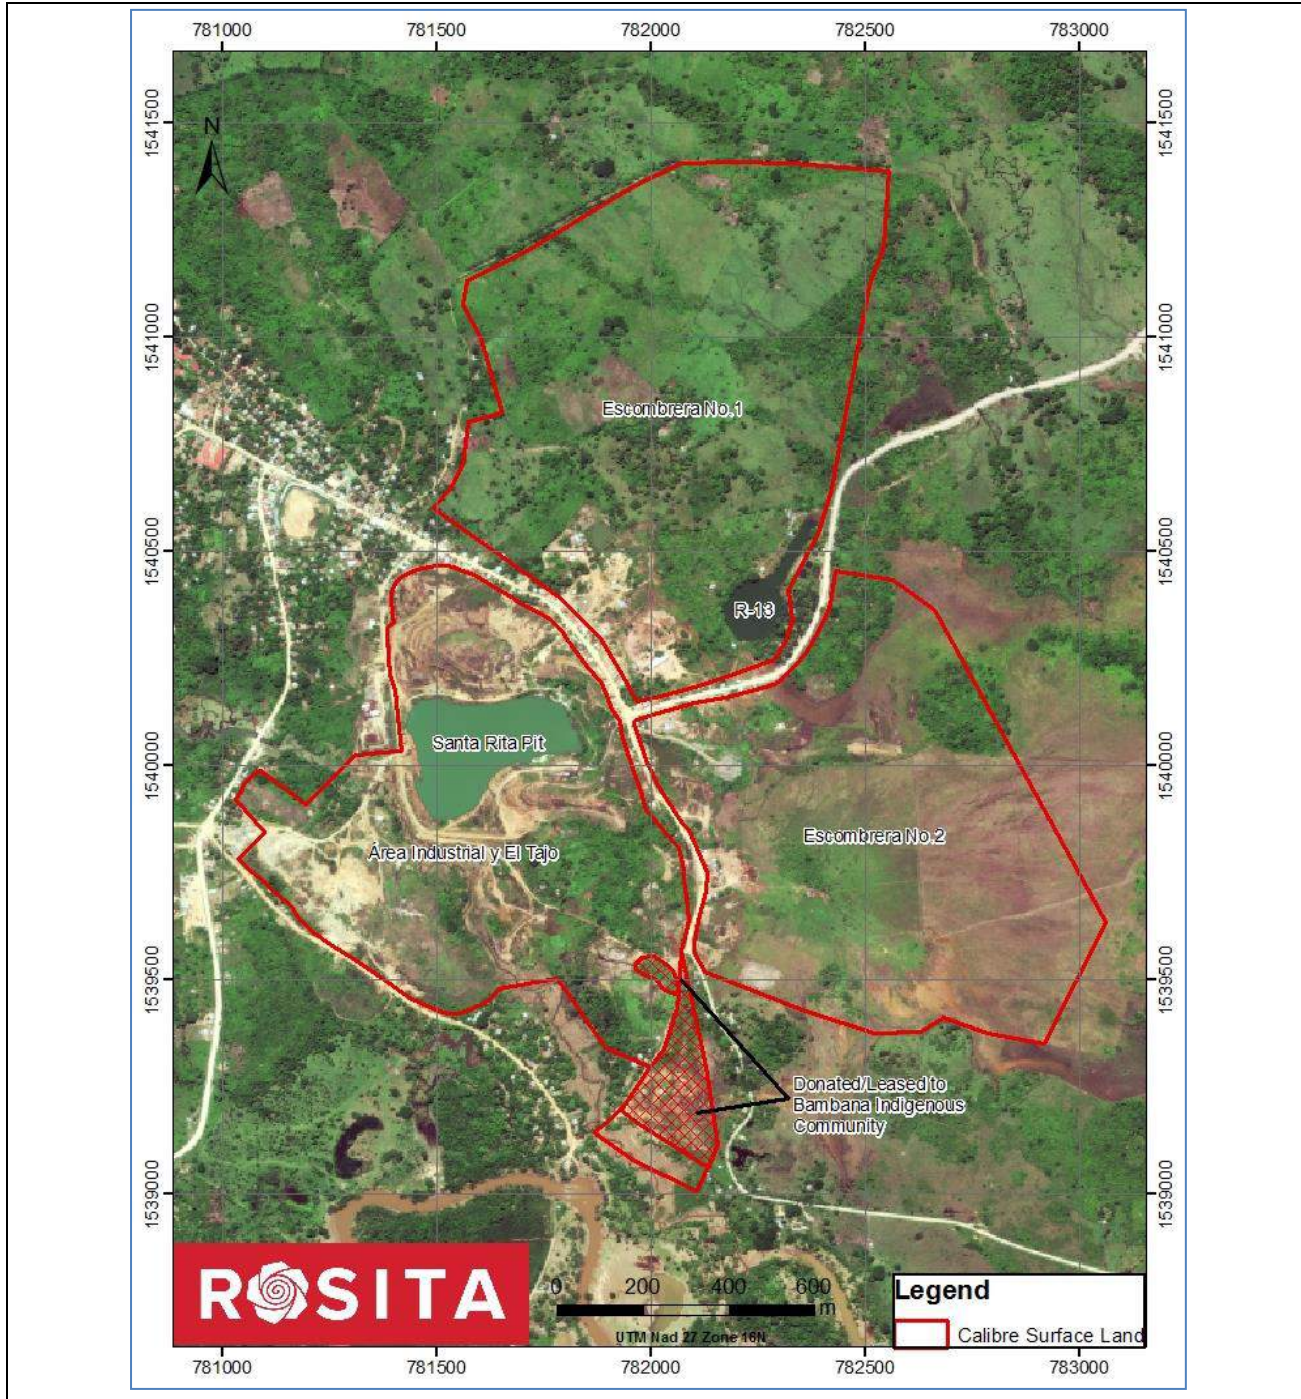 781000 781500 782000 782500 783000
N
1541500 1541500
1541000 1541000
Escombrera No.1
1540500 1540500
R-13
Santa Rita Pit
1540000 1540000
Escombrera No.2
Área Industrial y El Tajo
1539500 1539500
Donated/Leased to
Bambana Indigenous
Community
1539000 1539000
ROSITA
0 200 400 600
m
UTM Nad 27 Zone 16N
Legend
Calibre Surface Land
781000 781500 782000 782500 783000